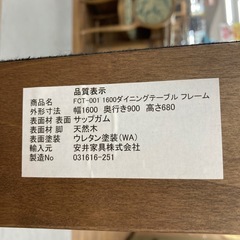 品質表示
商品名 FCT-001 1600ダイニングテーブル フレーム
外形寸法 幅1600 奥行き900 高さ680
表面材 表面 サップガム
表面材 脚 天然木
表面塗装 ウレタン塗装(WA)
輸入元 安井家具株式会社
製造No 031616-251